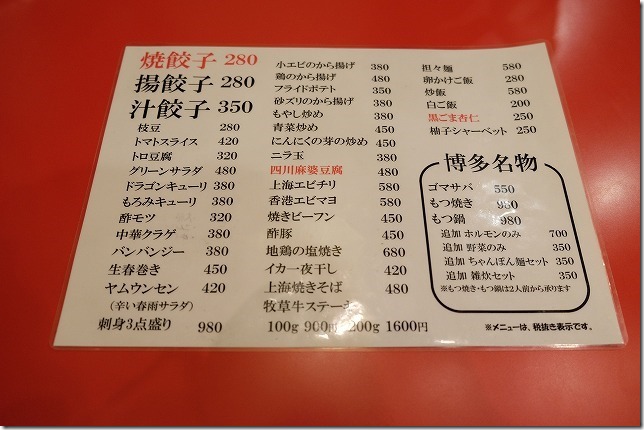 焼餃子 280
揚餃子 280
汁餃子 350
枝豆 280
トマトスライス 420
トロ豆腐 320
グリーンサラダ 480
ドラゴンキューリ 380
もろみキューリ 380
酢モツ 320
中華クラゲ 380
バンバンジー 380
生春巻き 450
ヤムウンセン 420
(辛い春雨サラダ)
刺身3点盛り 980
小エビのから揚げ 380
鶏のから揚げ 480
フライドポテト 350
砂ズリのから揚げ 380
もやし炒め 380
青菜炒め 450
にんにくの芽の炒め 450
ニラ玉 380
四川麻婆豆腐 480
上海エビチリ 580
香港エビマヨ 580
焼きビーフン 450
酢豚 450
地鶏の塩焼き 680
イカ一夜干し 420
上海焼きそば 480
牧草牛ステーキ
100g 900円 200g 1600円
担々麺 580
卵かけご飯 280
炒飯 580
白ご飯 200
黒ごま杏仁 250
柚子シャーベット 250
博多名物
ゴマサバ 550
もつ焼き 980
もつ鍋 980
追加 ホルモンのみ 700
追加 野菜のみ 350
追加 ちゃんぽん麺セット 350
追加 雑炊セット 350
※もつ焼き・もつ鍋は2人前から承ります
※メニューは、税抜き表示です。